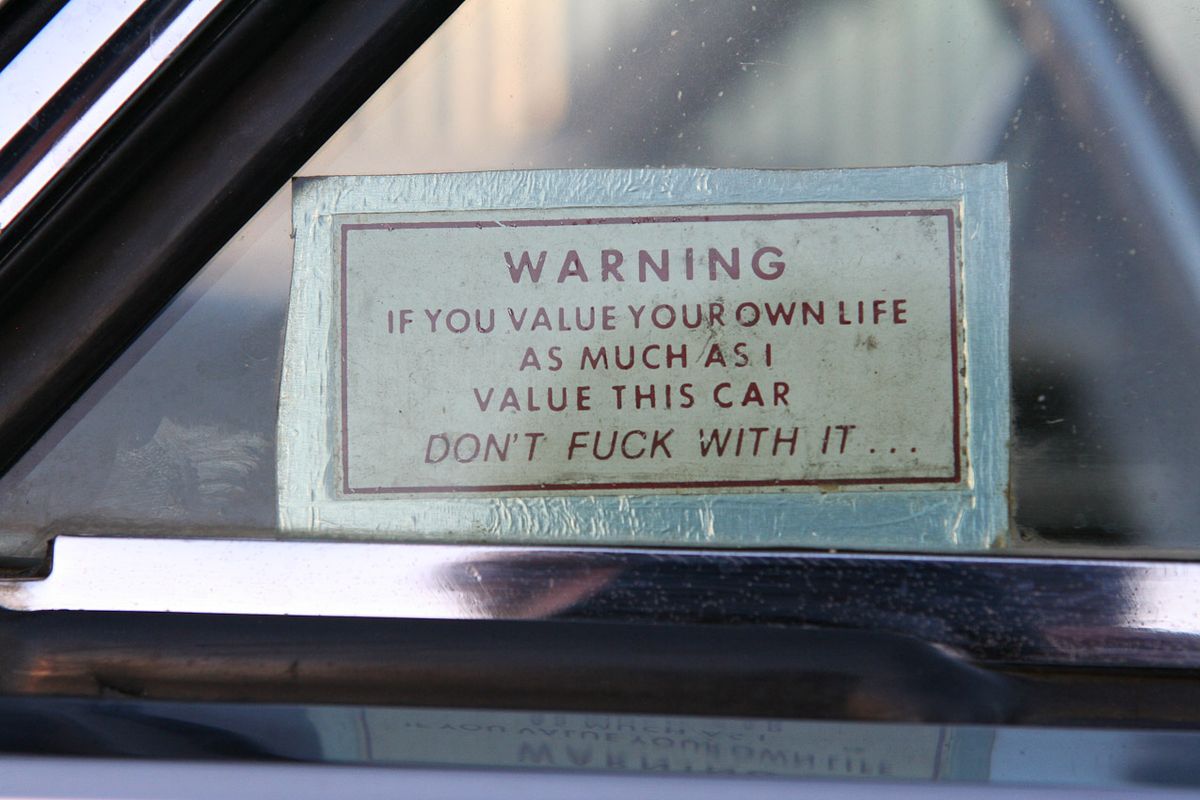 WARNING
IF YOU VALUE YOUR OWN LIFE
AS MUCH AS I
VALUE THIS CAR
DON'T FUCK WITH IT...